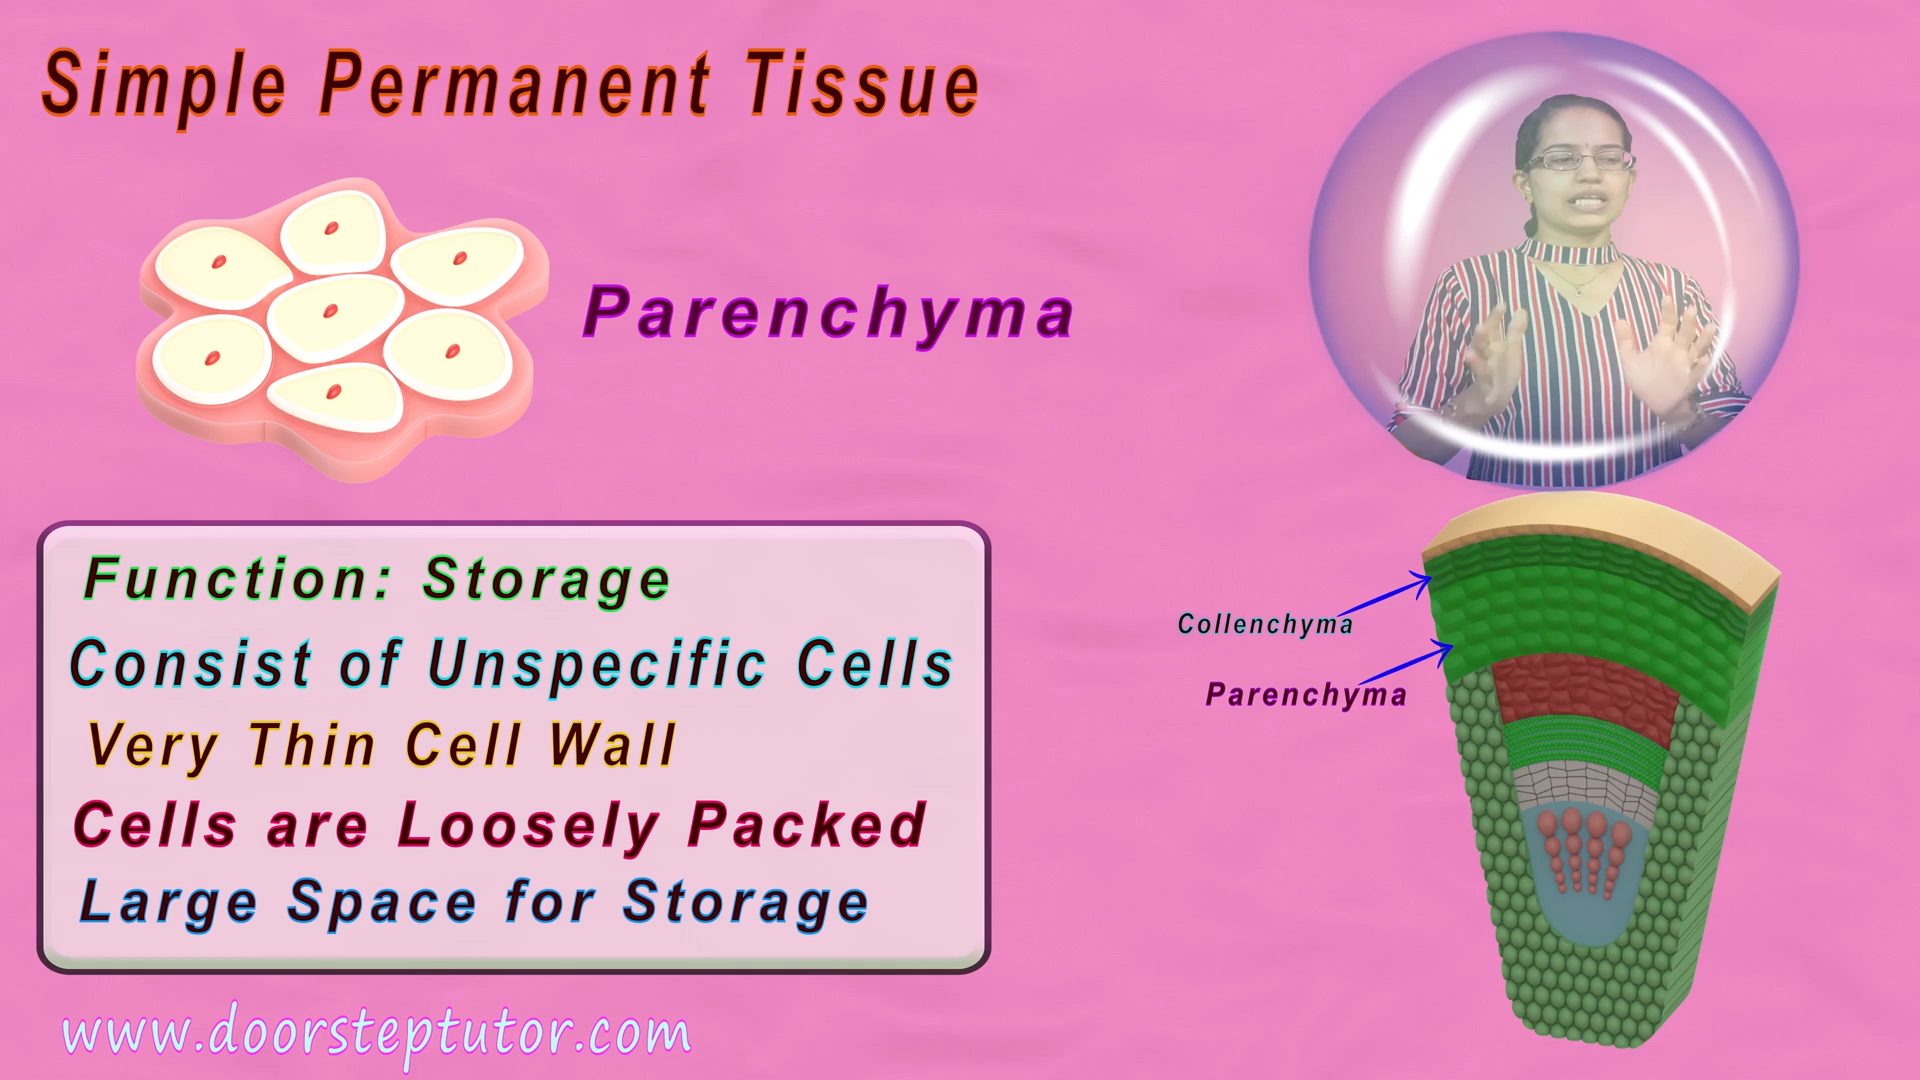 Simple Permanent Tissue
Parenchyma
Function: Storage
Consist of Unspecific Cells
Very Thin Cell Wall
Cells are Loosely Packed
Large Space for Storage
Collenchyma
Parenchyma
www.doorsteptutor.com